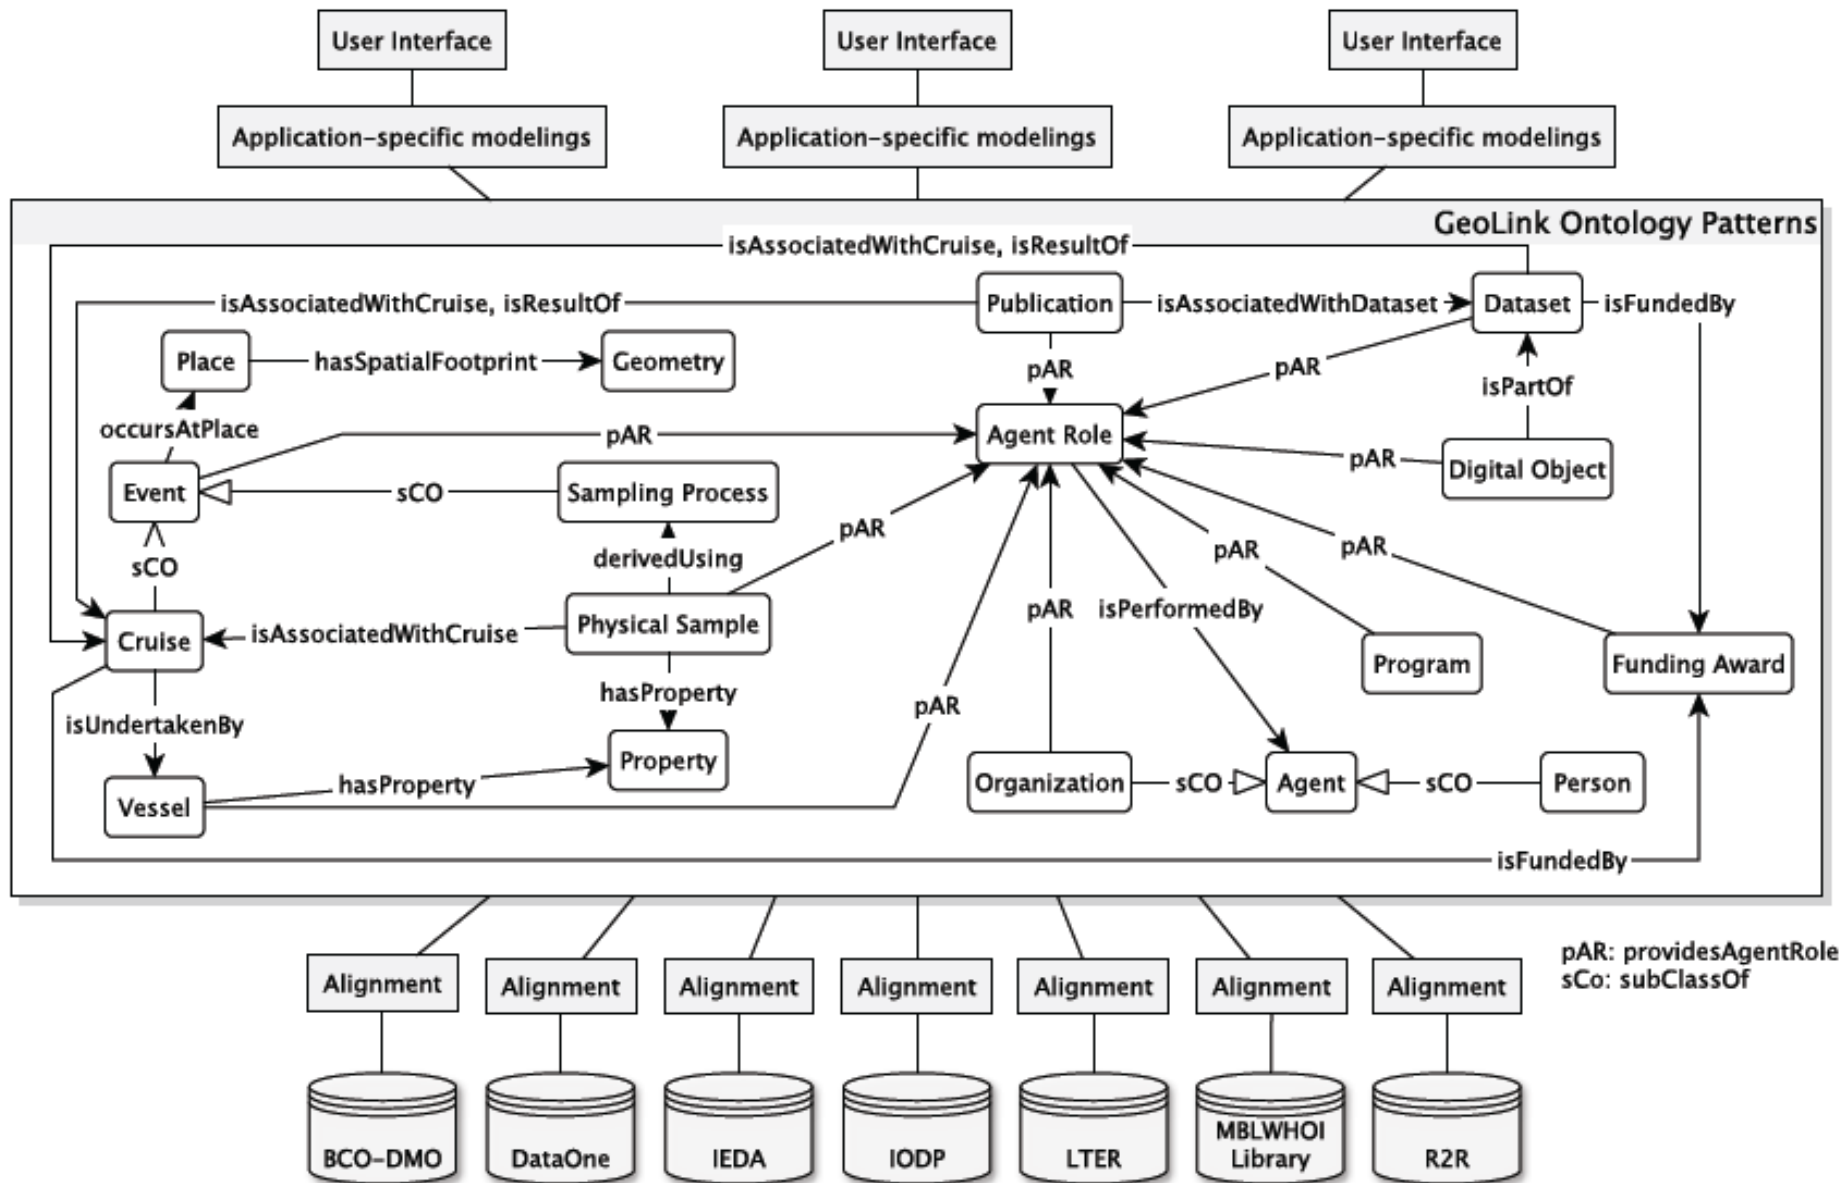 User Interface
User Interface
User Interface
Application-specific modelings
Application-specific modelings
Application-specific modelings
GeoLink Ontology Patterns
isAssociatedWithCruise, isResultOf
isAssociatedWithCruise, isResultOf
Publication
isAssociatedWithDataset
Dataset
isFundedBy
Place
hasSpatialFootprint
Geometry
pAR
pAR
isPartOf
occursAtPlace
pAR
Agent Role
pAR
Digital Object
Event
sCO
Sampling Process
pAR
derivedUsing
pAR
pAR
sCO
isAssociatedWithCruise
Physical Sample
pAR
isPerformedBy
Cruise
Program
Funding Award
hasProperty
pAR
isUndertakenBy
Property
hasProperty
Organization
sCO
Agent
sCO
Person
Vessel
isFundedBy
Alignment
Alignment
Alignment
Alignment
Alignment
Alignment
Alignment
pAR: providesAgentRole
sCo: subClassOf
BCO-DMO
DataOne
IEDA
IODP
LTER
MBLWHOI
Library
R2R